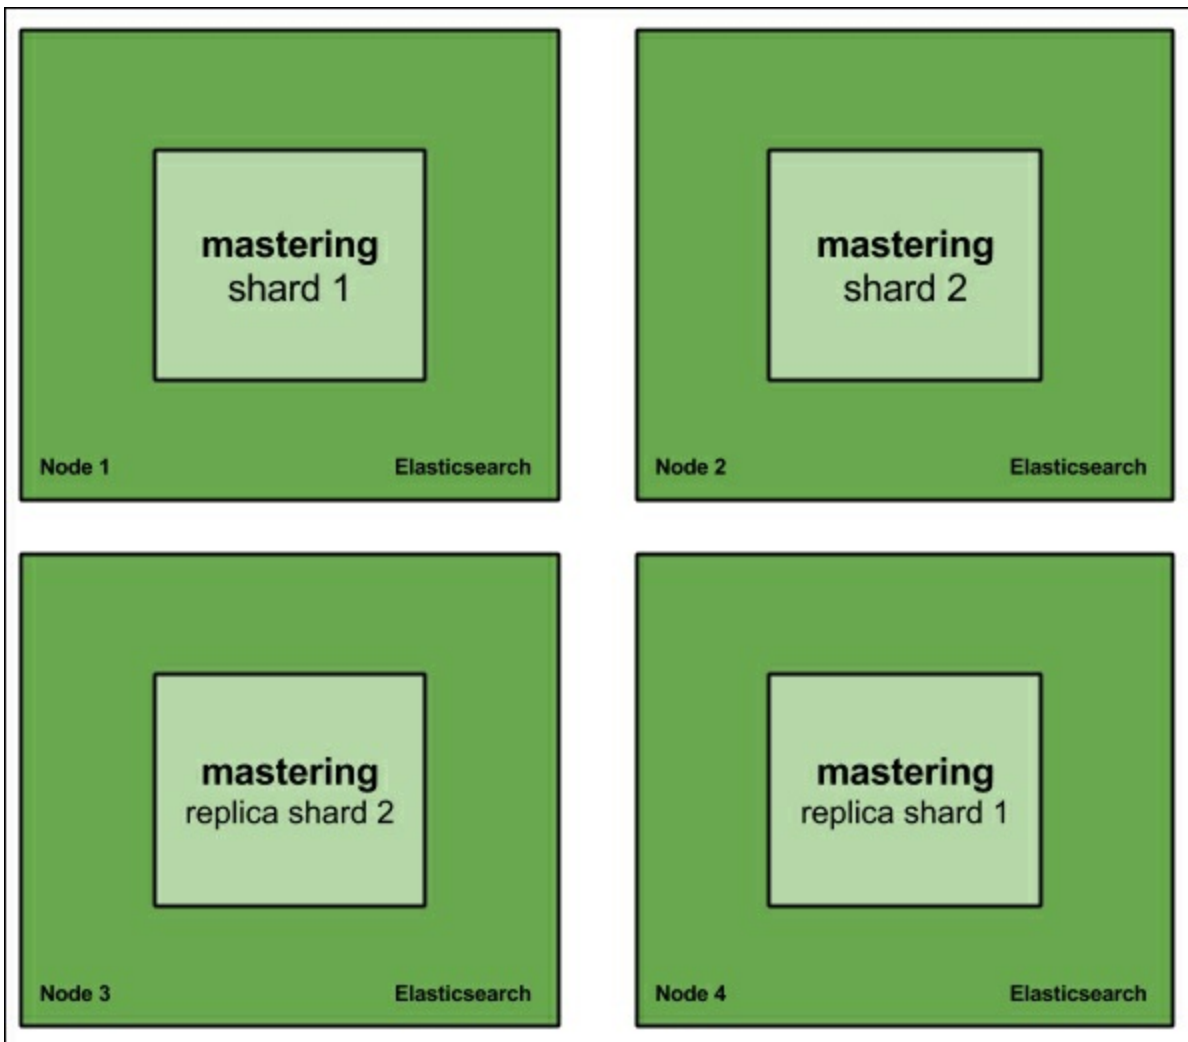 mastering
shard 1
Node 1 Elasticsearch
mastering
shard 2
Node 2 Elasticsearch
mastering
replica shard 2
Node 3 Elasticsearch
mastering
replica shard 1
Node 4 Elasticsearch